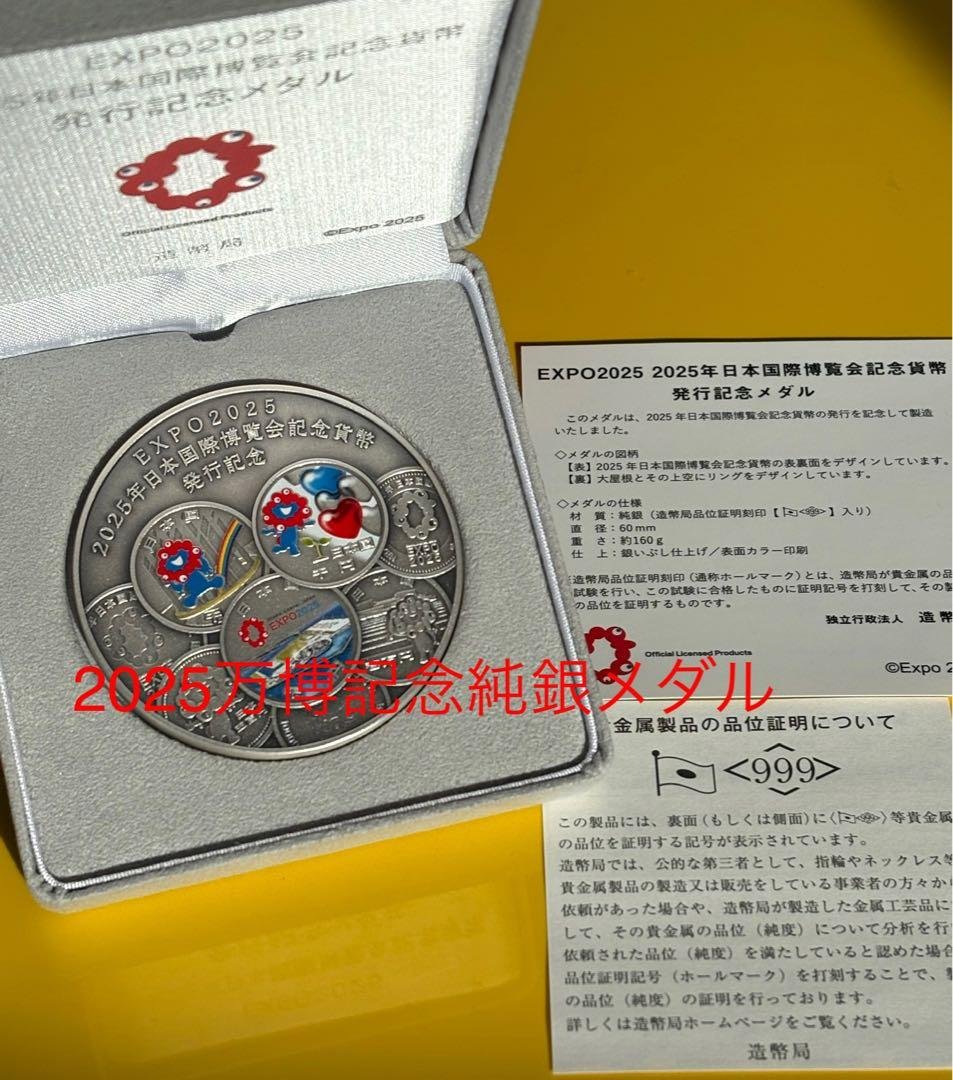 EXPO2025
日本国際博覧会記念貨幣
発行記念メダル
Official Licensed Products
©Expo 2025
造幣局
EXPO2025
2025年日本国際博覧会記念貨幣
発行記念
日本国
千円
EXPO2025
EXPO
2025
2025万博記念純銀メダル
EXPO2025 2025年日本国際博覧会記念貨幣
発行記念メダル
このメダルは、2025年日本国際博覧会記念貨幣の発行を記念して製造
いたしました。
◇メダルの図柄
【表】2025年日本国際博覧会記念貨幣の表裏面をデザインしています。
【裏】大屋根とその上空にリングをデザインしています。
◇メダルの仕様
材 質:純銀(造幣局品位証明刻印【<999>】入り)
直 径:60mm
重 さ:約160g
仕 上:銀いぶし仕上げ/表面カラー印刷
造幣局品位証明刻印(通称ホールマーク)とは、造幣局が貴金属の品
試験を行い、この試験に合格したものに証明記号を打刻して、その製
の品位を証明するものです。
独立行政法人 造幣
Official Licensed Products
©Expo 2
金属製品の品位証明について
<999>
この製品には、裏面(もしくは側面)に〈<999>〉等貴金属
の品位を証明する記号が表示されています。
造幣局では、公的な第三者として、指輪やネックレス等
貴金属製品の製造又は販売をしている事業者の方々から
依頼があった場合や、造幣局が製造した金属工芸品に
して、その貴金属の品位(純度)について分析を行
依頼された品位(純度)を満たしていると認めた場合
品位証明記号(ホールマーク)を打刻することで、製
の品位(純度)の証明を行っております。
詳しくは造幣局ホームページをご覧ください。
造幣局